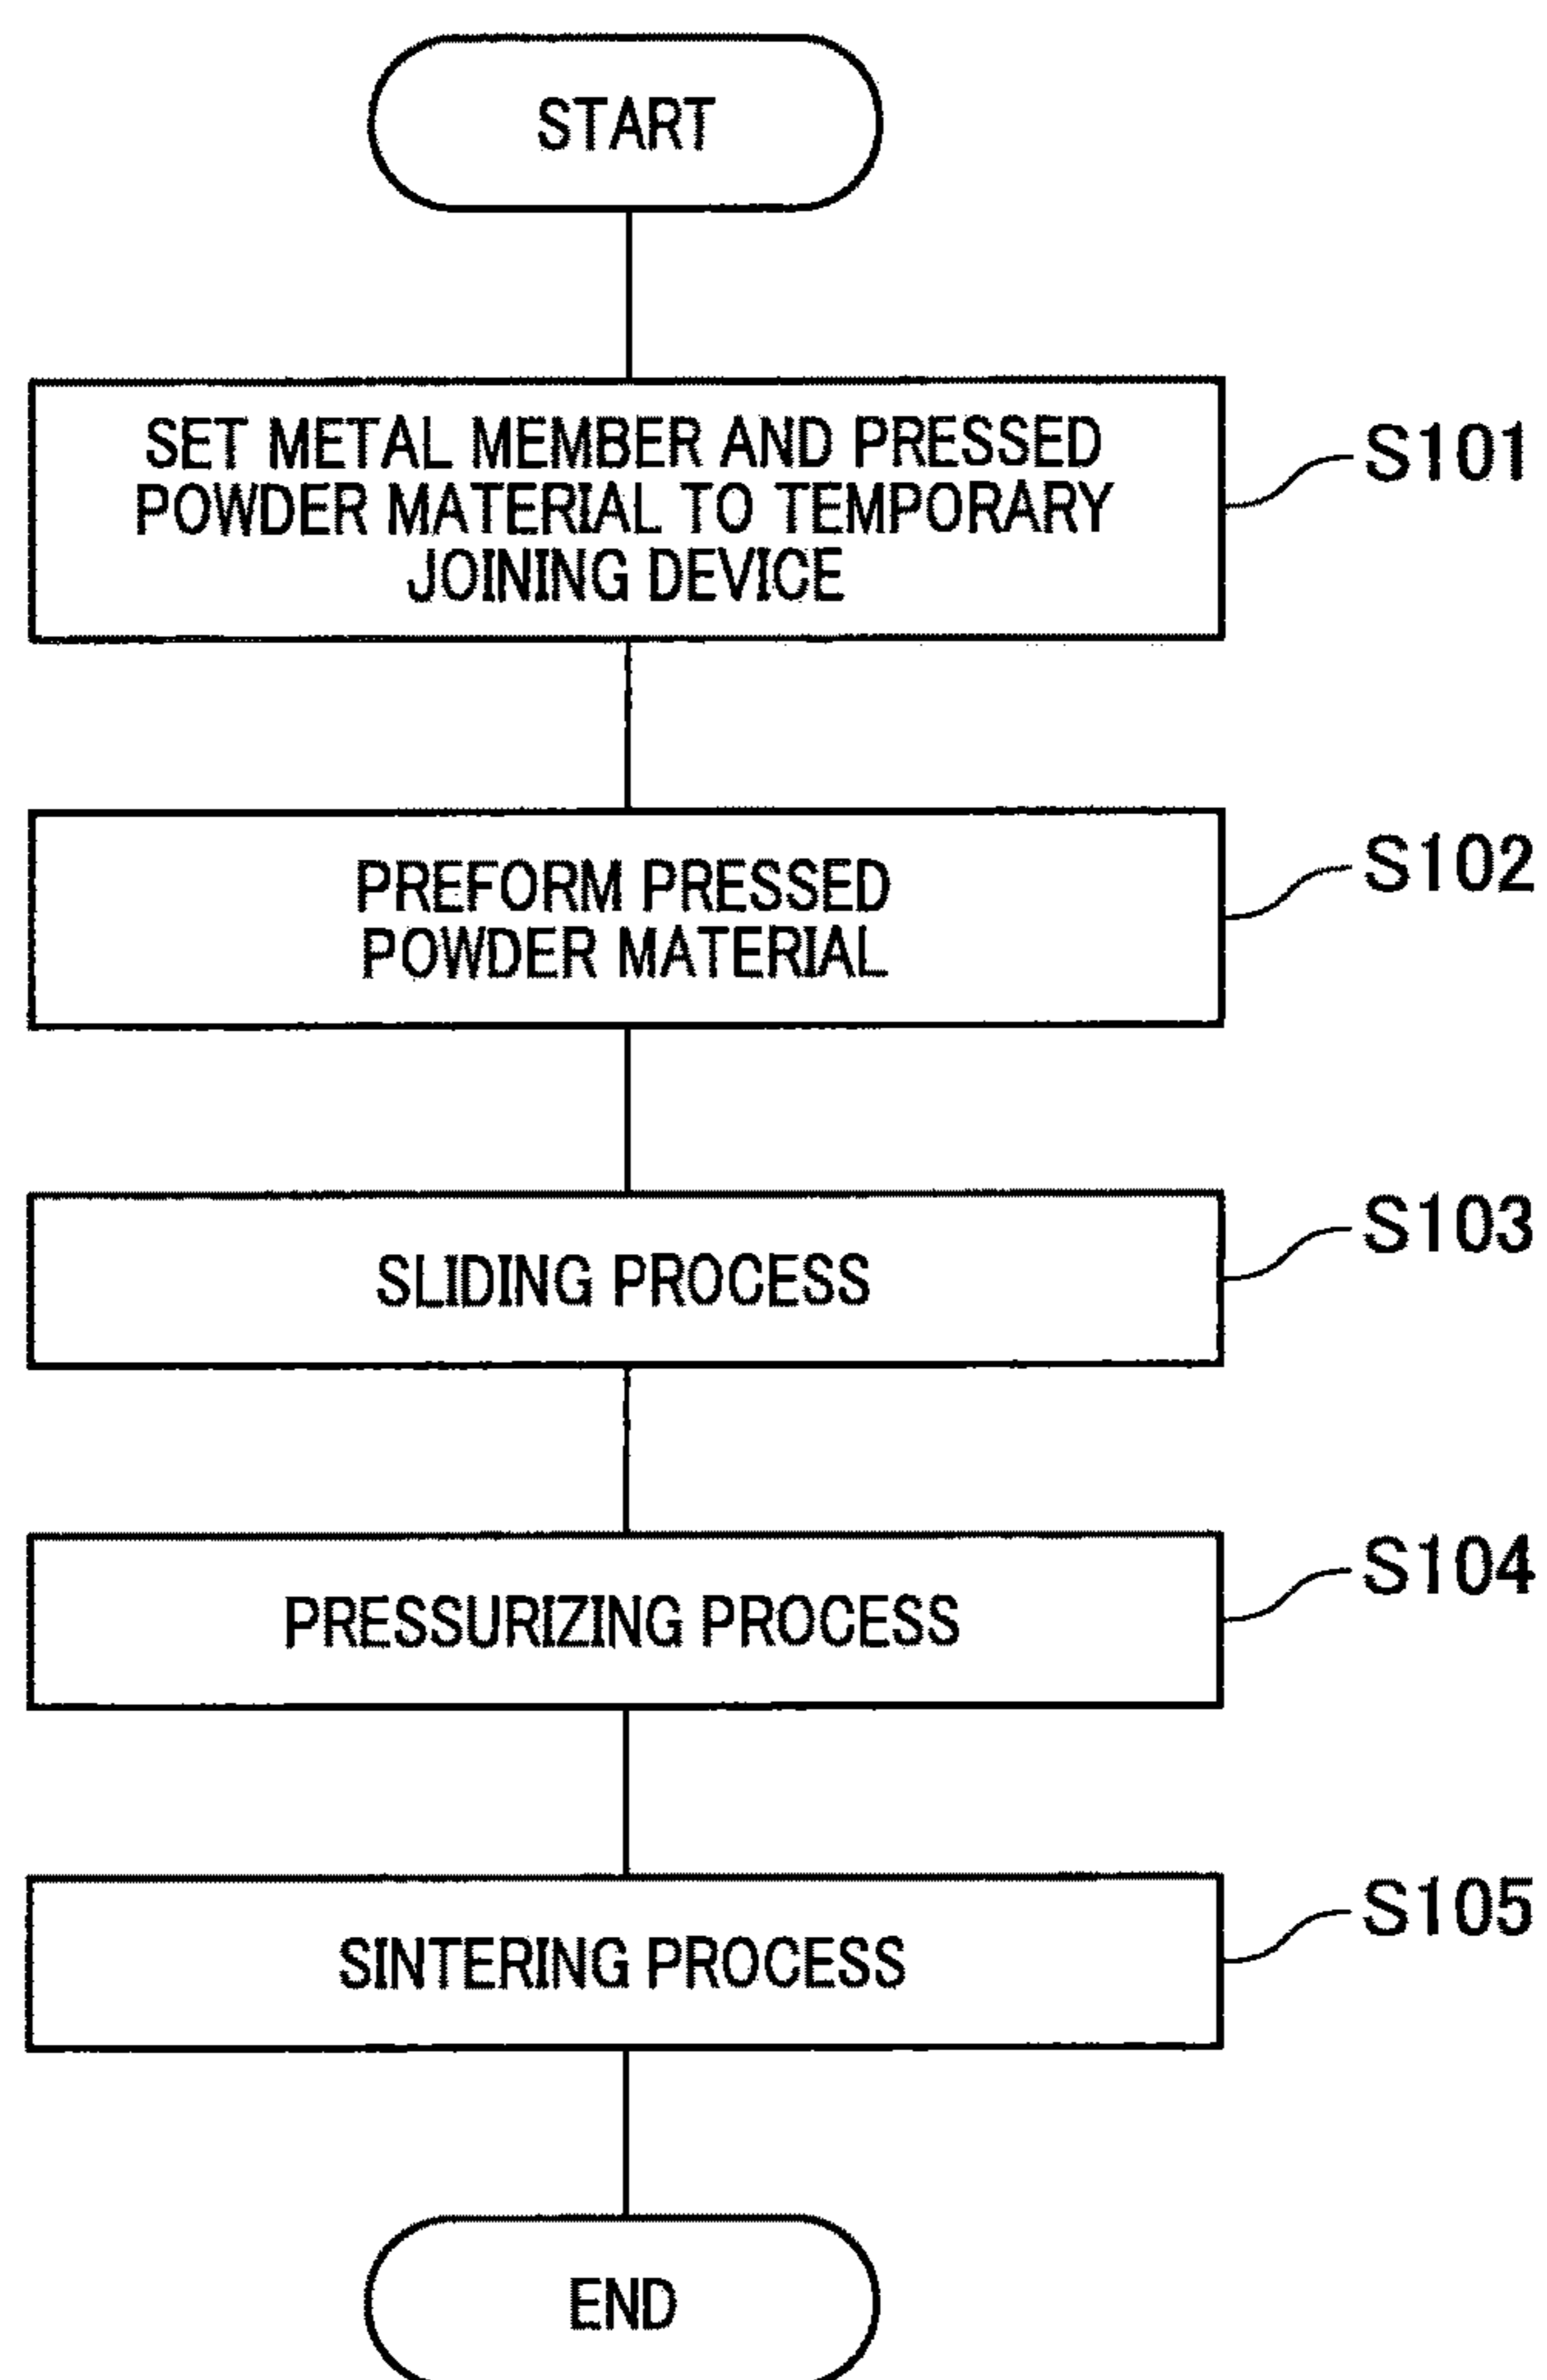 START
SET METAL MEMBER AND PRESSED
POWDER MATERIAL TO TEMPORARY
JOINING DEVICE
S101
PREFORM PRESSED
POWDER MATERIAL
S102
SLIDING PROCESS
S103
PRESSURIZING PROCESS
S104
SINTERING PROCESS
S105
END